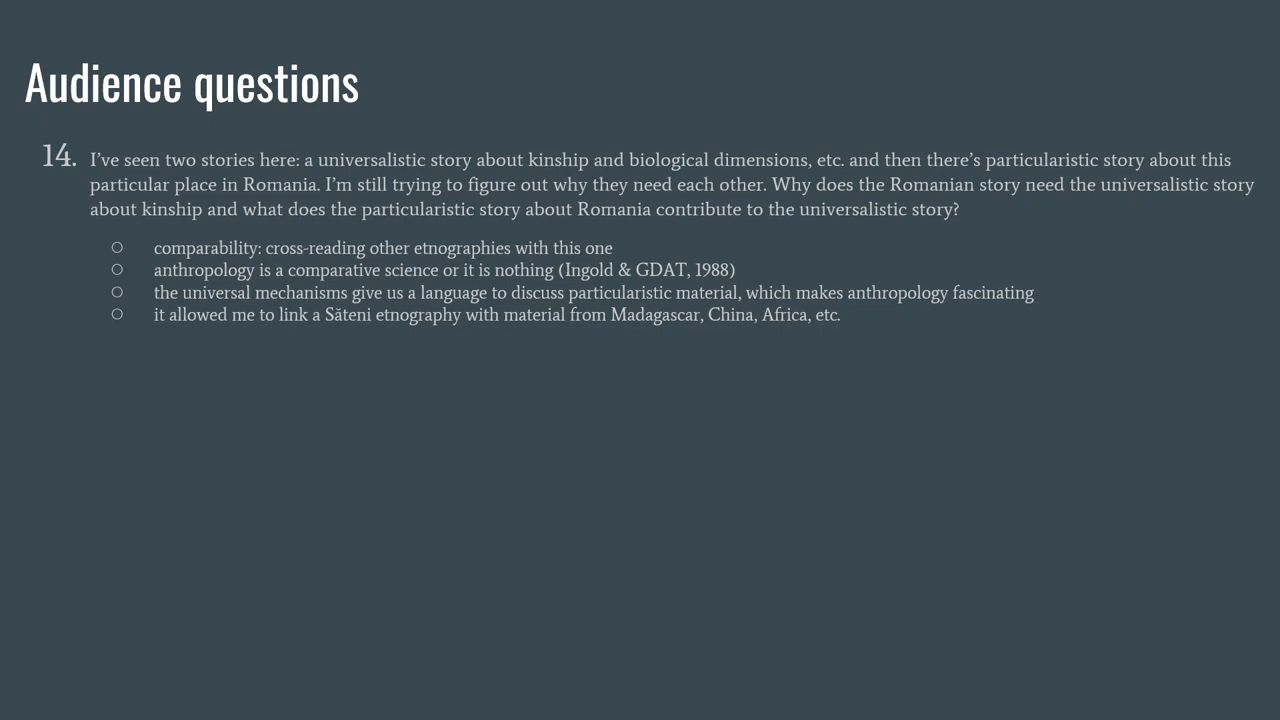 Audience questions
14. I've seen two stories here: a universalistic story about kinship and biological dimensions, etc. and then there's particularistic story about this
particular place in Romania. I'm still trying to figure out why they need each other. Why does the Romanian story need the universalistic story
about kinship and what does the particularistic story about Romania contribute to the universalistic story?
○ comparability: cross-reading other etnographies with this one
○ anthropology is a comparative science or it is nothing (Ingold & GDAT, 1988)
○ the universal mechanisms give us a language to discuss particularistic material, which makes anthropology fascinating
○ it allowed me to link a Săteni etnography with material from Madagascar, China, Africa, etc.